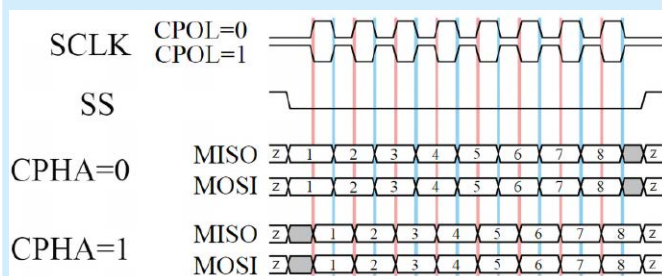 SCLK CPOL=0
CPOL=1
SS
CPHA=0 MISO z 1 2 3 4 5 6 7 8 z
MOSI z 1 2 3 4 5 6 7 8 z
CPHA=1 MISO z 1 2 3 4 5 6 7 8 z
MOSI z 1 2 3 4 5 6 7 8 z